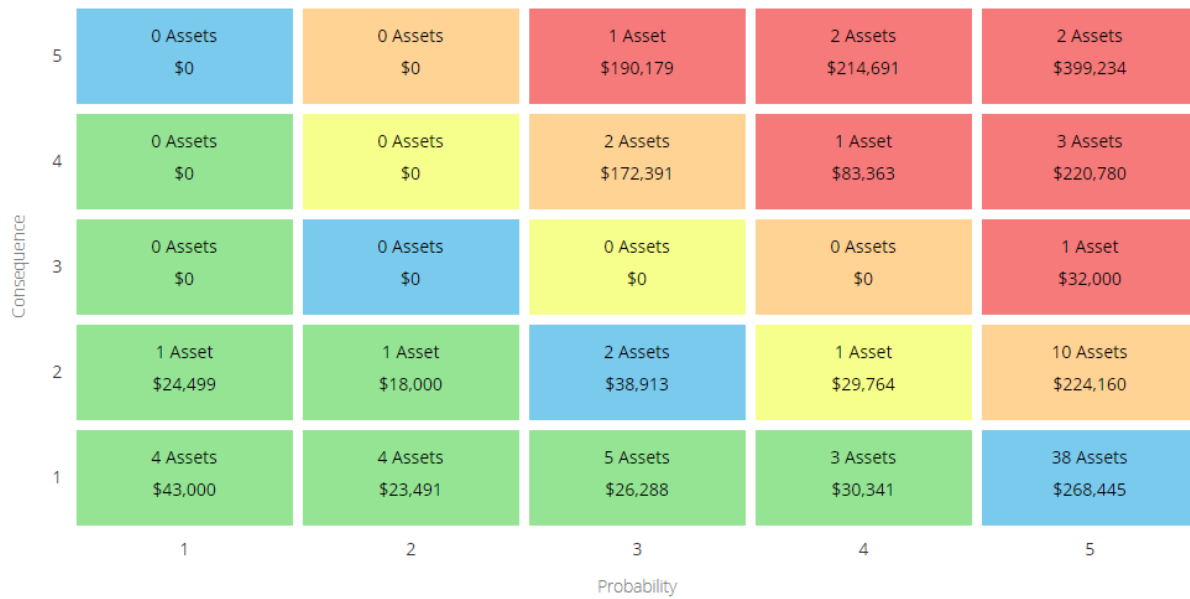 5
0 Assets
$0
0 Assets
$0
1 Asset
$190,179
2 Assets
$214,691
2 Assets
$399,234
4
0 Assets
$0
0 Assets
$0
2 Assets
$172,391
1 Asset
$83,363
3 Assets
$220,780
Consequence
3
0 Assets
$0
0 Assets
$0
0 Assets
$0
0 Assets
$0
1 Asset
$32,000
2
1 Asset
$24,499
1 Asset
$18,000
2 Assets
$38,913
1 Asset
$29,764
10 Assets
$224,160
1
4 Assets
$43,000
4 Assets
$23,491
5 Assets
$26,288
3 Assets
$30,341
38 Assets
$268,445
1
2
3
4
5
Probability